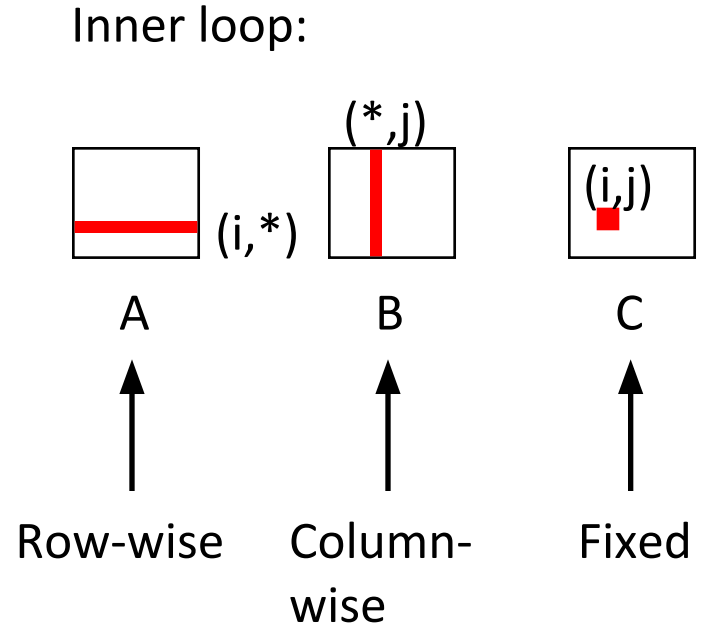 Inner loop:
(*,j)
(i,j)
(i,*)
A B C
Row-wise Column- Fixed
wise